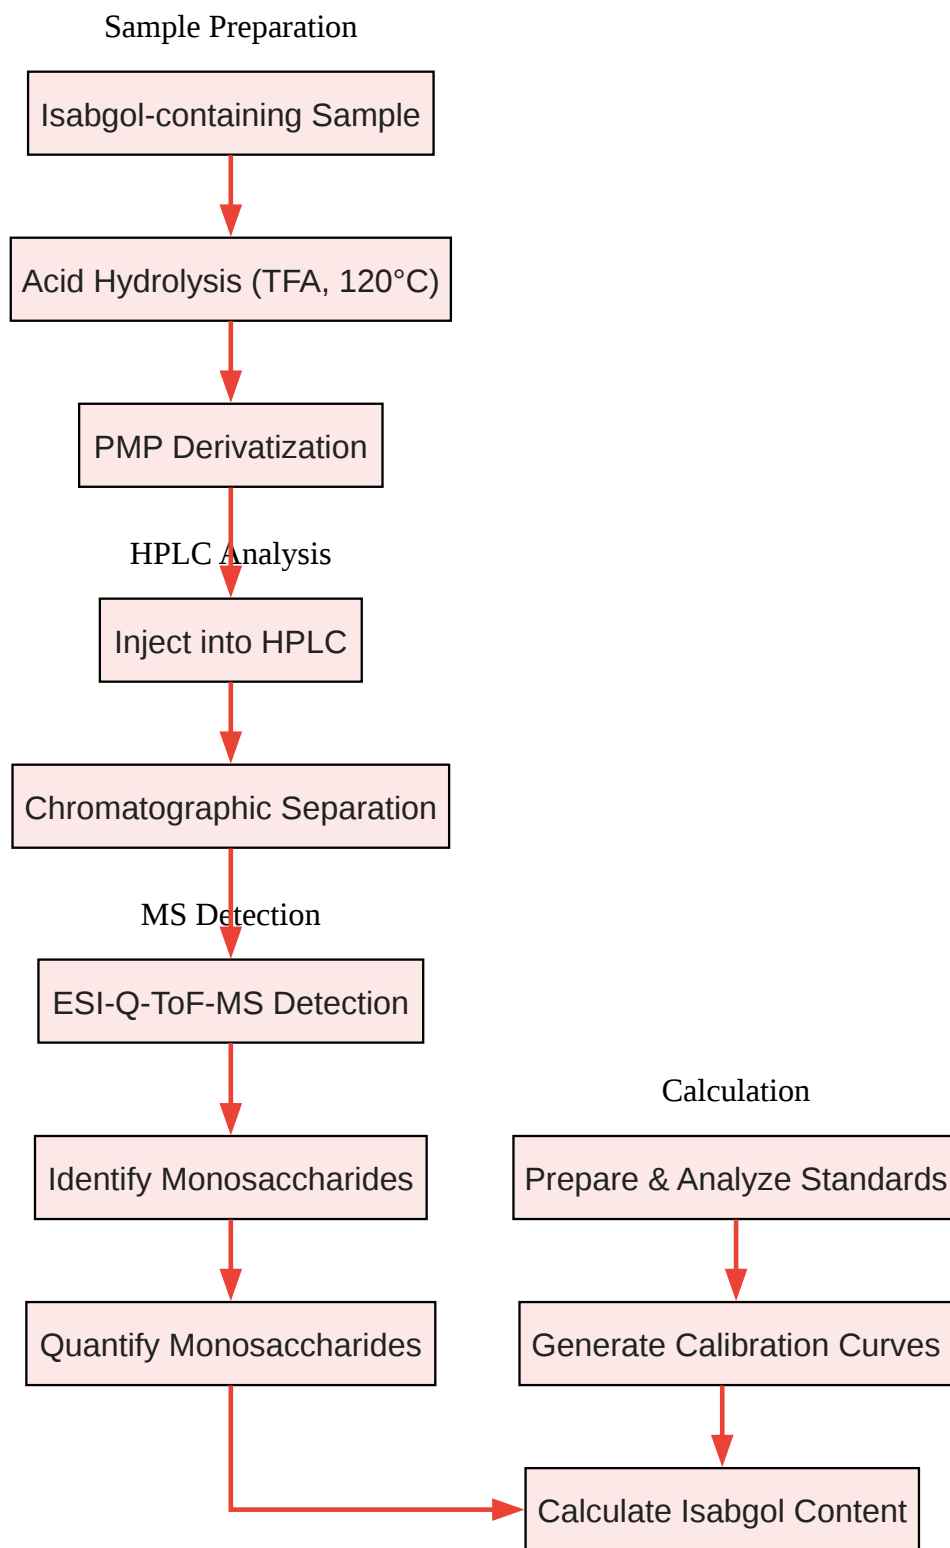 Sample Preparation
Isabgol-containing Sample
Acid Hydrolysis (TFA, 120°C)
PMP Derivatization
HPLC Analysis
Inject into HPLC
Chromatographic Separation
MS Detection
ESI-Q-ToF-MS Detection
Identify Monosaccharides
Quantify Monosaccharides
Calculation
Prepare & Analyze Standards
Generate Calibration Curves
Calculate Isabgol Content